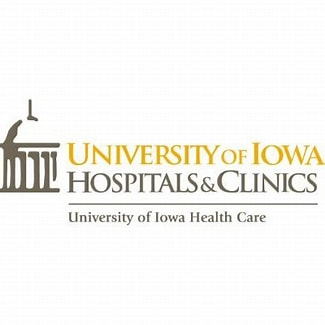 UNIVERSITY OF IOWA
HOSPITALS & CLINICS
University of Iowa Health Care